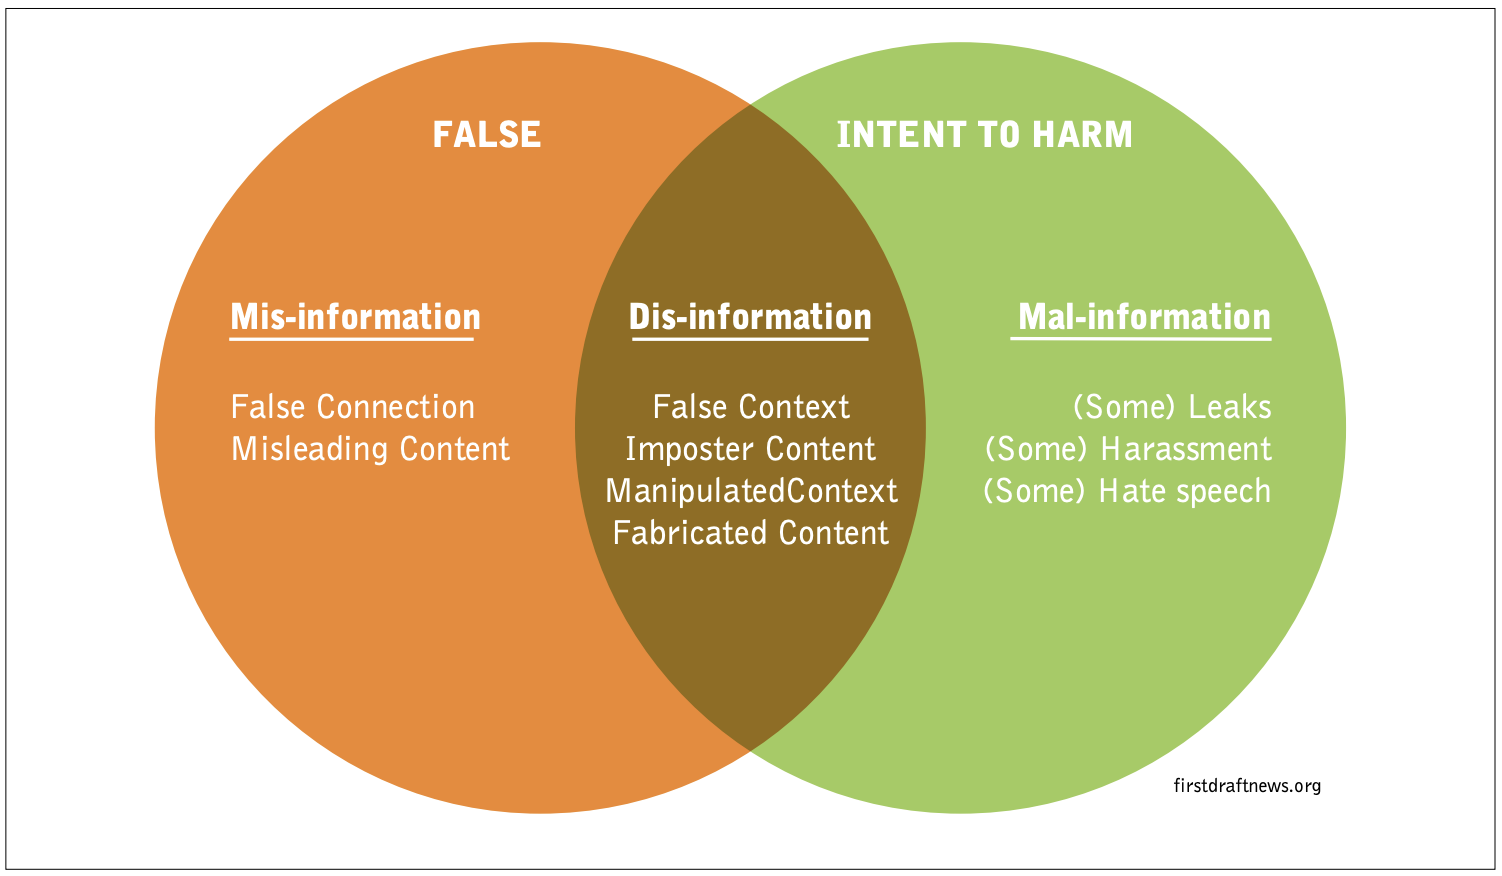 FALSE
INTENT TO HARM
Mis-information
False Connection
Misleading Content
Dis-information
False Context
Imposter Content
ManipulatedContext
Fabricated Content
Mal-information
(Some) Leaks
(Some) Harassment
(Some) Hate speech
firstdraftnews.org